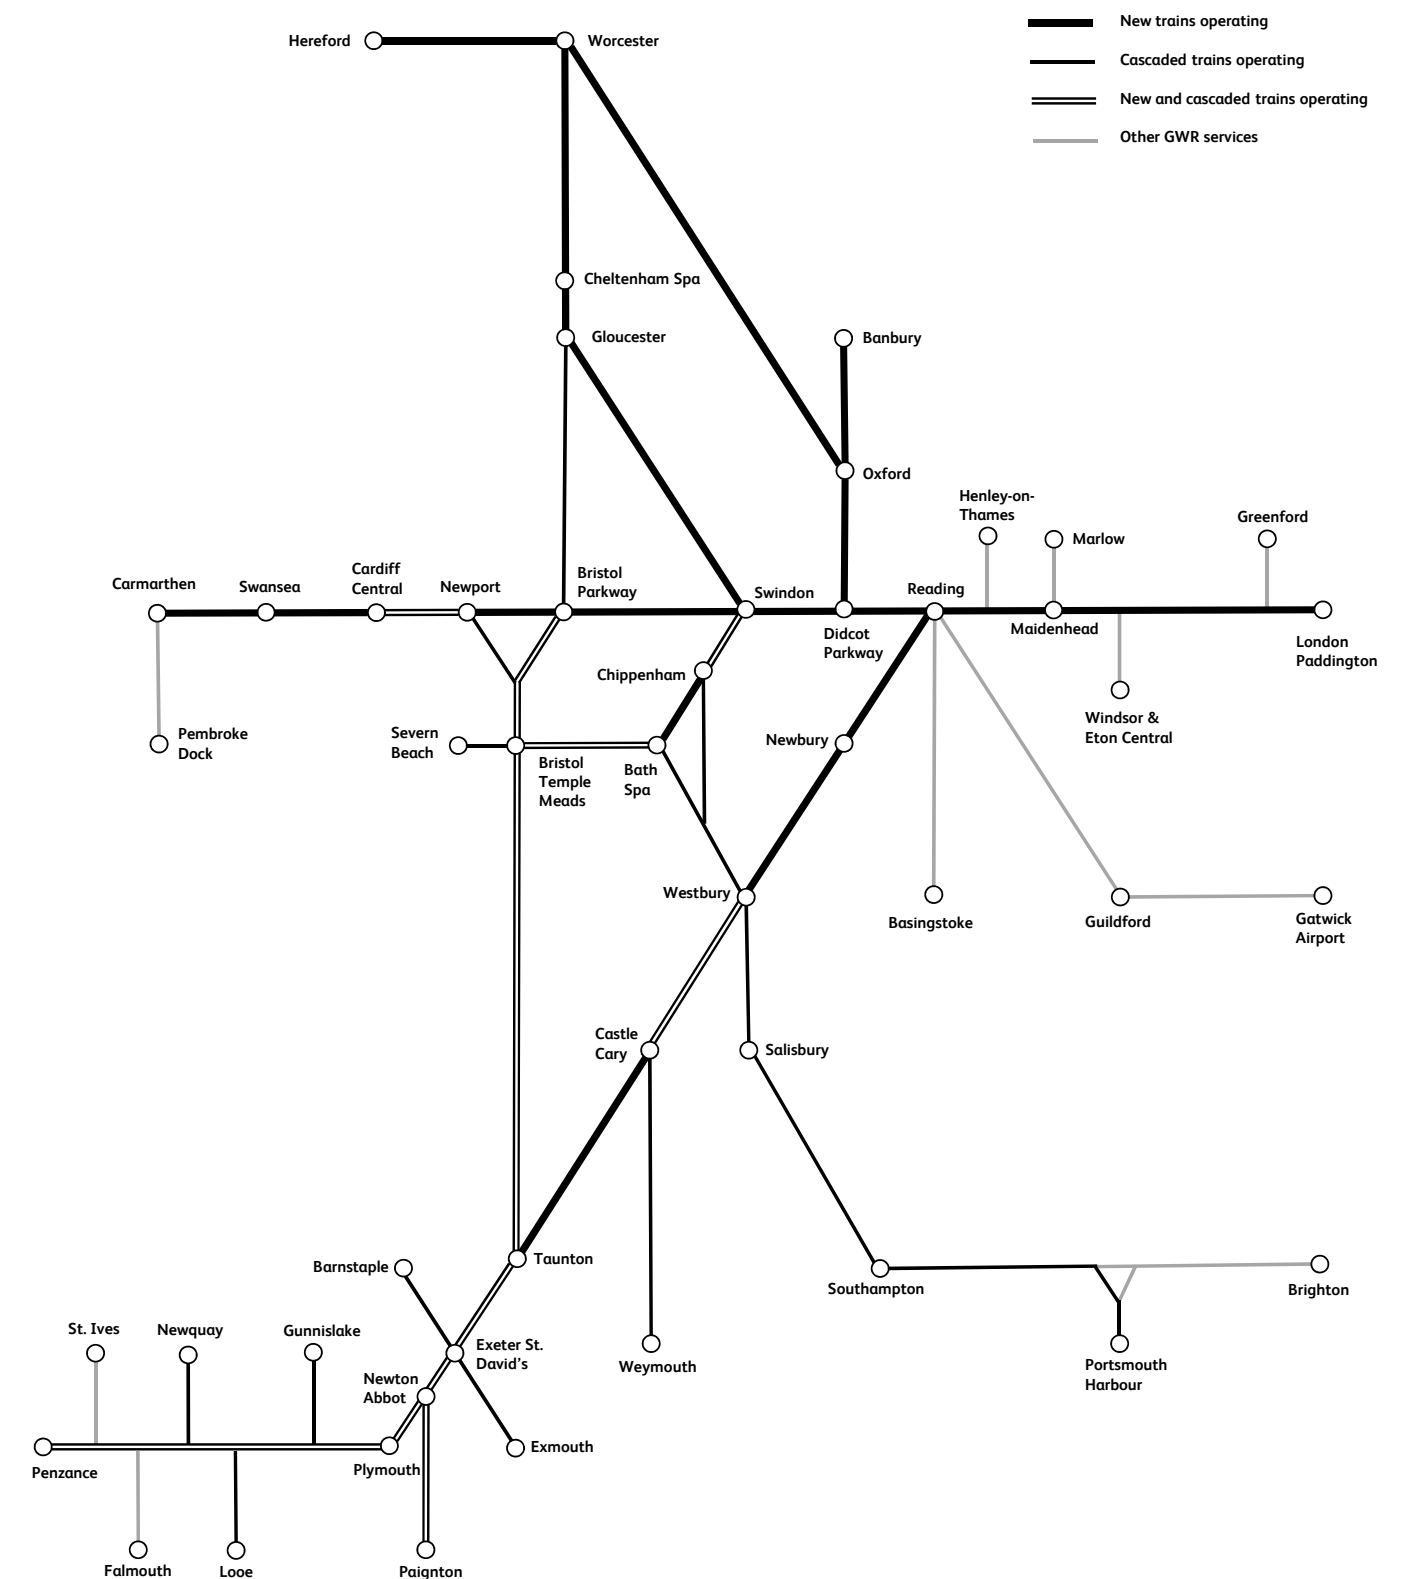 New trains operating
Cascaded trains operating
New and cascaded trains operating
Other GWR services
Hereford
Worcester
Cheltenham Spa
Gloucester
Banbury
Oxford
Henley-on-
Thames
Marlow
Greenford
Carmarthen
Swansea
Cardiff
Central
Newport
Bristol
Parkway
Swindon
Didcot
Parkway
Reading
Maidenhead
London
Paddington
Chippenham
Pembroke
Dock
Severn
Beach
Bristol
Temple
Meads
Bath
Spa
Newbury
Windsor &
Eton Central
Westbury
Basingstoke
Guildford
Gatwick
Airport
Castle
Cary
Salisbury
Barnstaple
Taunton
Southampton
Brighton
St. Ives
Newquay
Gunnislake
Exeter St.
David’s
Weymouth
Portsmouth
Harbour
Newton
Abbot
Exmouth
Penzance
Plymouth
Falmouth
Looe
Paignton